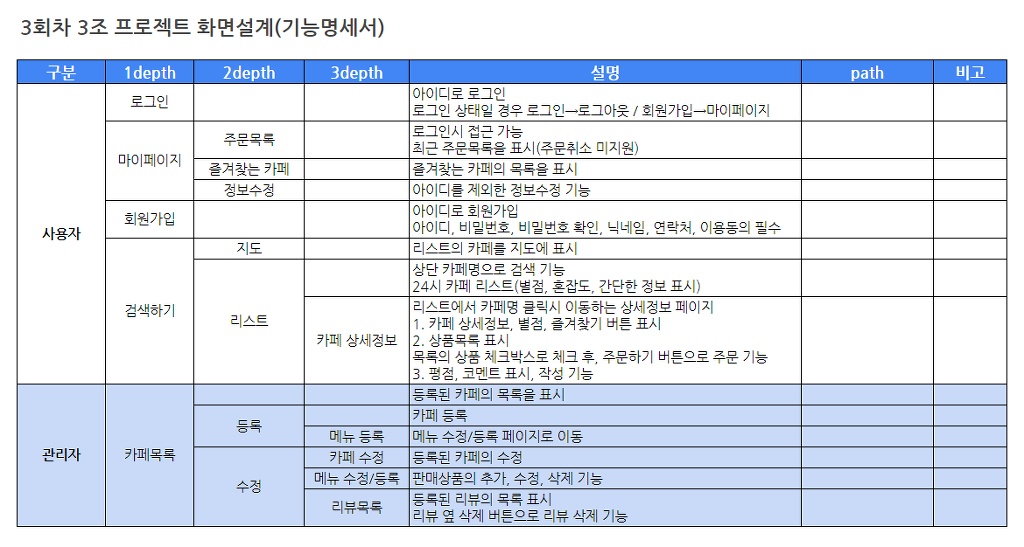 3회차 3조 프로젝트 화면설계(기능명세서)
구분 1depth 2depth 3depth 설명 path 비고
사용자
로그인
아이디로 로그인
로그인 상태일 경우 로그인→로그아웃 / 회원가입→마이페이지
마이페이지
주문목록
로그인시 접근 가능
최근 주문목록을 표시(주문취소 미지원)
즐겨찾는 카페 즐겨찾는 카페의 목록을 표시
정보수정 아이디를 제외한 정보수정 기능
회원가입
아이디로 회원가입
아이디, 비밀번호, 비밀번호 확인, 닉네임, 연락처, 이용동의 필수
검색하기
지도 리스트의 카페를 지도에 표시
리스트
상단 카페명으로 검색 기능
24시 카페 리스트(별점, 혼잡도, 간단한 정보 표시)
카페 상세정보
리스트에서 카페명 클릭시 이동하는 상세정보 페이지
1. 카페 상세정보, 별점, 즐겨찾기 버튼 표시
2. 상품목록 표시
목록의 상품 체크박스로 체크 후, 주문하기 버튼으로 주문 기능
3. 평점, 코멘트 표시, 작성 기능
관리자
카페목록
등록된 카페의 목록을 표시
등록
카페 등록
메뉴 등록 메뉴 수정/등록 페이지로 이동
수정
카페 수정 등록된 카페의 수정
메뉴 수정/등록 판매상품의 추가, 수정, 삭제 기능
리뷰목록
등록된 리뷰의 목록 표시
리뷰 옆 삭제 버튼으로 리뷰 삭제 기능